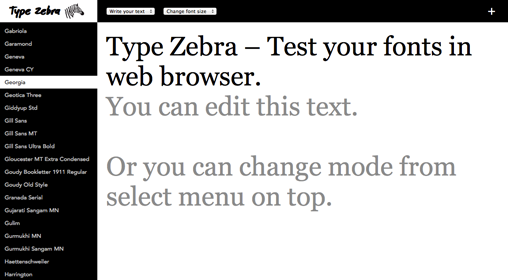 Type Zebra
Write your text
Change font size
+
Gabriola
Garamond
Geneva
Geneva CY
Georgia
Geotica Three
Giddyup Std
Gill Sans
Gill Sans MT
Gill Sans Ultra Bold
Gloucester MT Extra Condensed
Goudy Bookletter 1911 Regular
Goudy Old Style
Granada Serial
Gujarati Sangam MN
Gulim
Gurmukhi MN
Gurmukhi Sangam MN
Haettenschweiler
Harrington
Type Zebra – Test your fonts in
web browser.
You can edit this text.
Or you can change mode from
select menu on top.